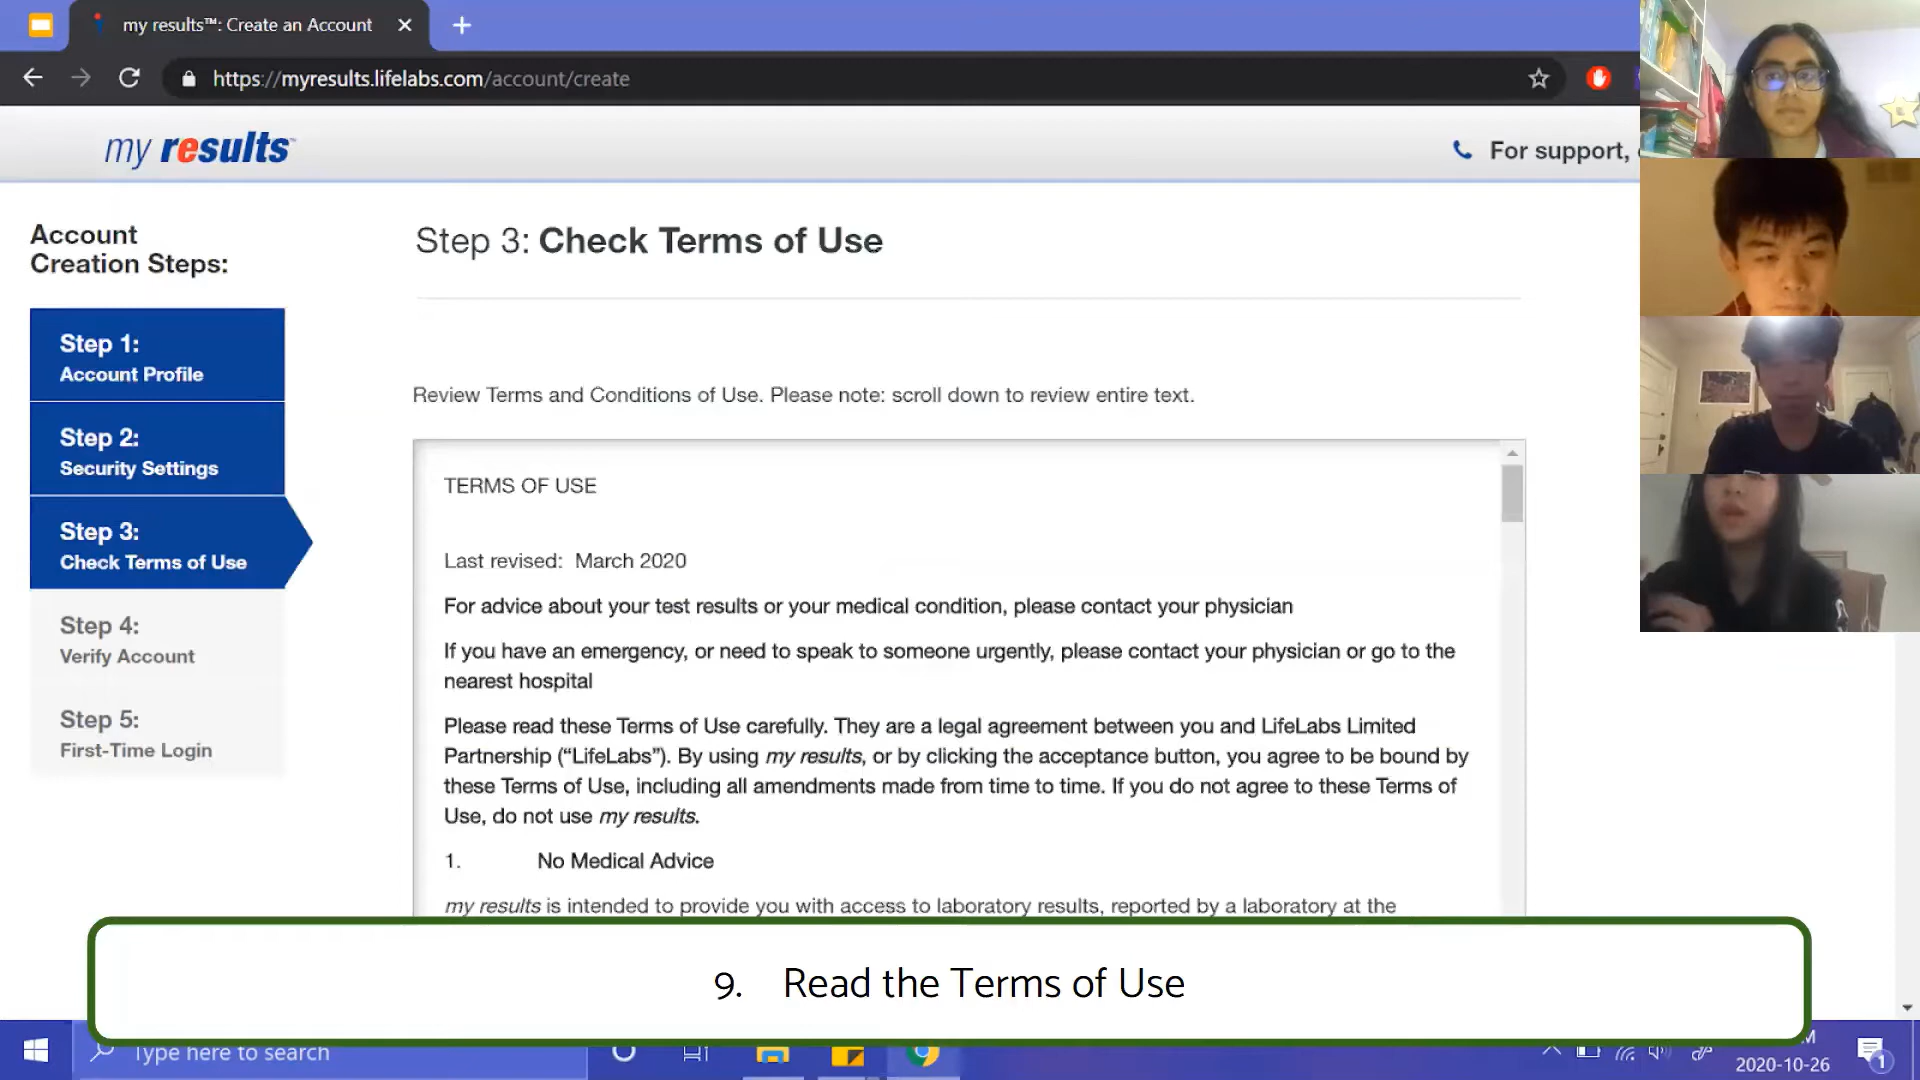 my results™: Create an Account
https://myresults.lifelabs.com/account/create
my results™
For support,
Account
Creation Steps:
Step 1:
Account Profile
Step 2:
Security Settings
Step 3:
Check Terms of Use
Step 4:
Verify Account
Step 5:
First-Time Login
Step 3: Check Terms of Use
Review Terms and Conditions of Use. Please note: scroll down to review entire text.
TERMS OF USE
Last revised: March 2020
For advice about your test results or your medical condition, please contact your physician
If you have an emergency, or need to speak to someone urgently, please contact your physician or go to the
nearest hospital
Please read these Terms of Use carefully. They are a legal agreement between you and LifeLabs Limited
Partnership (“LifeLabs”). By using my results, or by clicking the acceptance button, you agree to be bound by
these Terms of Use, including all amendments made from time to time. If you do not agree to these Terms of
Use, do not use my results.
1. No Medical Advice
my results is intended to provide you with access to laboratory results, reported by a laboratory at the
9. Read the Terms of Use
Type here to search
2020-10-26
1